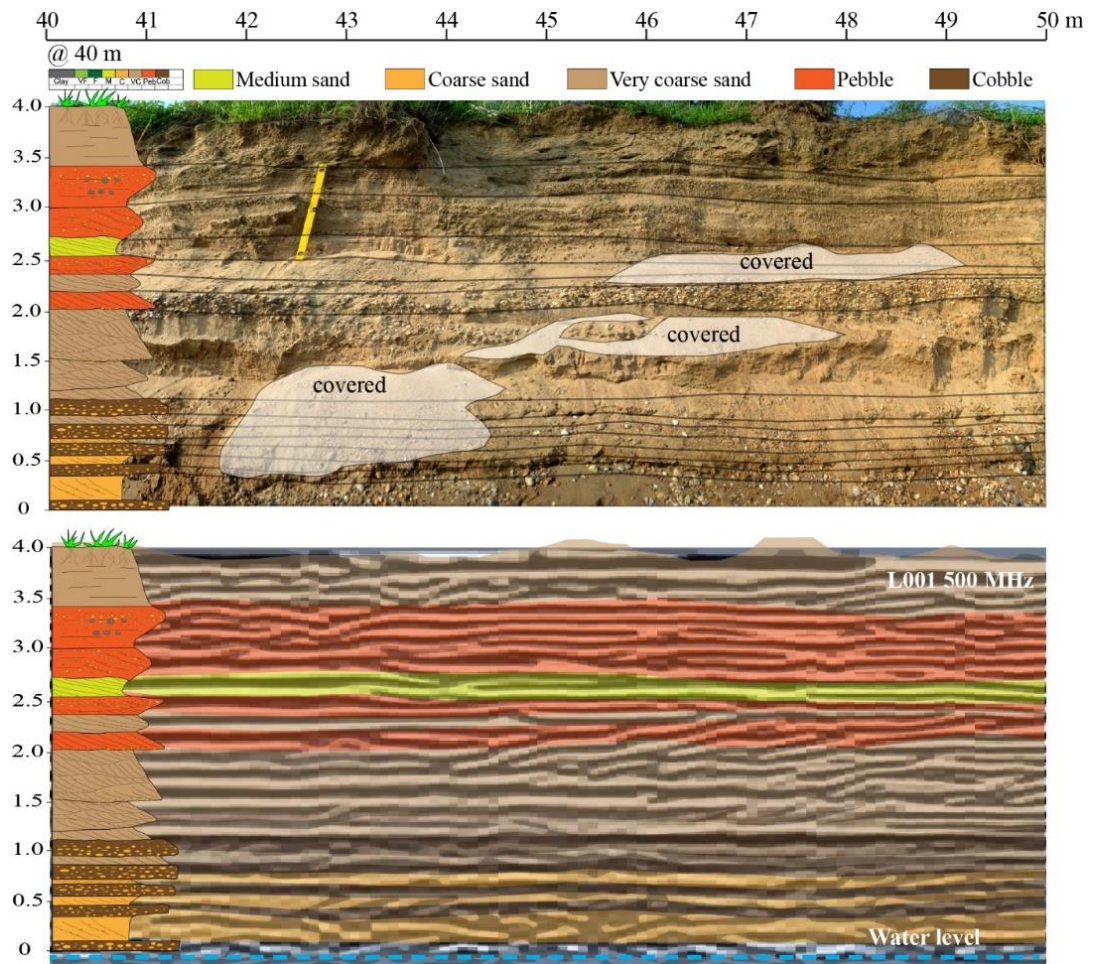 40 41 42 43 44 45 46 47 48 49 50 m
@ 40 m
Clay VF F M C VC Peb Cob
Medium sand Coarse sand Very coarse sand Pebble Cobble
4.0
3.5
3.0
2.5
covered
2.0
covered
1.5
covered
1.0
0.5
0
4.0
L001 500 MHz
3.5
3.0
2.5
2.0
1.5
1.0
0.5
Water level
0